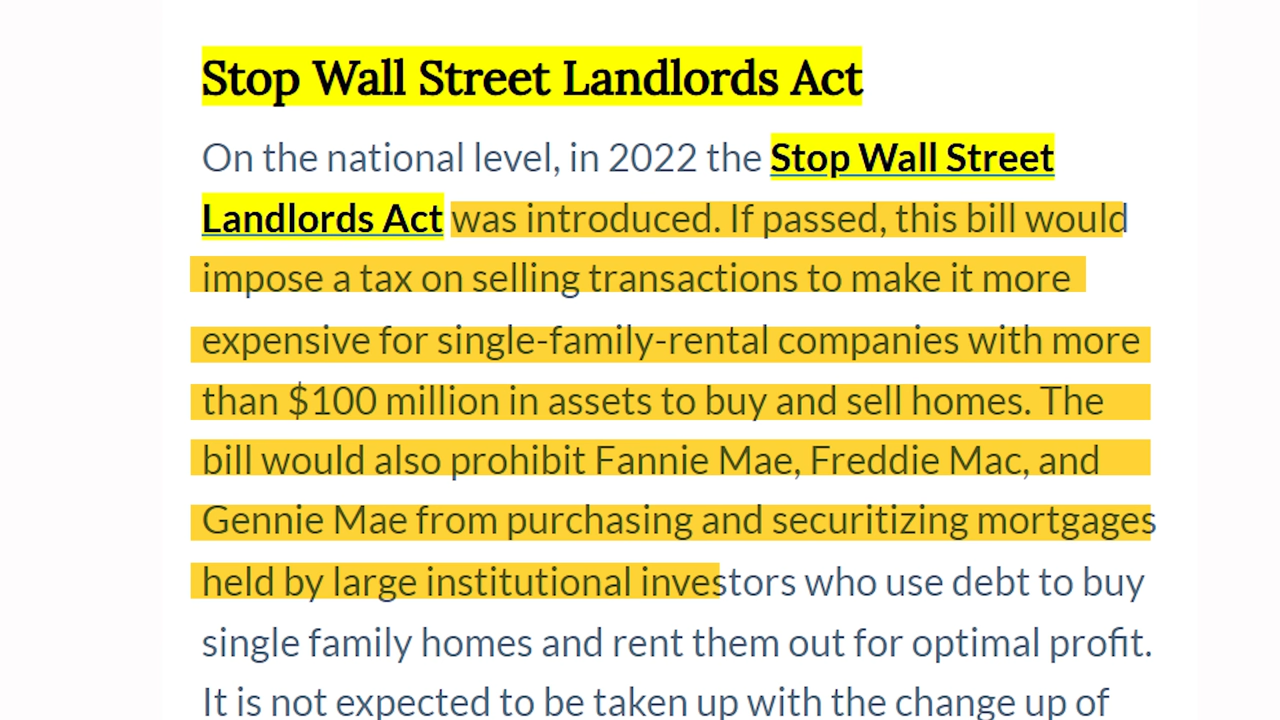 Stop Wall Street Landlords Act
On the national level, in 2022 the Stop Wall Street
Landlords Act was introduced. If passed, this bill would
impose a tax on selling transactions to make it more
expensive for single-family-rental companies with more
than $100 million in assets to buy and sell homes. The
bill would also prohibit Fannie Mae, Freddie Mac, and
Gennie Mae from purchasing and securitizing mortgages
held by large institutional investors who use debt to buy
single family homes and rent them out for optimal profit.
It is not expected to be taken up with the change up of